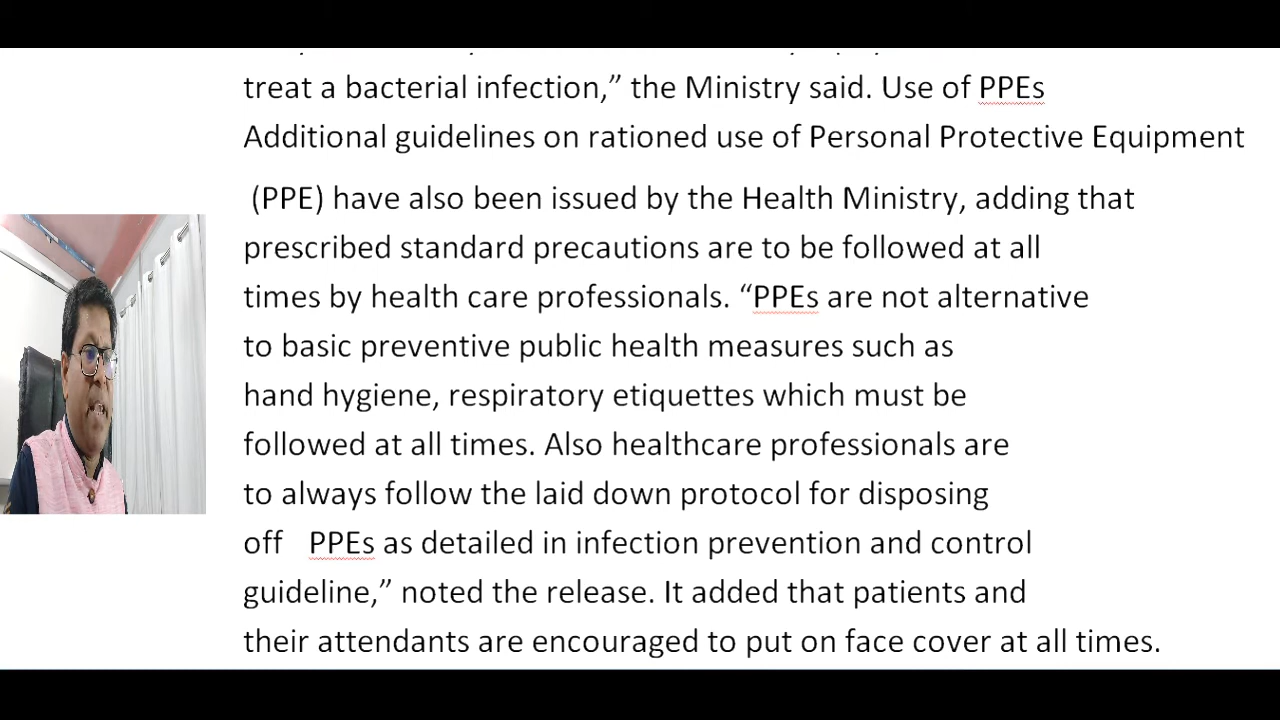 treat a bacterial infection,” the Ministry said. Use of PPEs
Additional guidelines on rationed use of Personal Protective Equipment
(PPE) have also been issued by the Health Ministry, adding that
prescribed standard precautions are to be followed at all
times by health care professionals. “PPEs are not alternative
to basic preventive public health measures such as
hand hygiene, respiratory etiquettes which must be
followed at all times. Also healthcare professionals are
to always follow the laid down protocol for disposing
off PPEs as detailed in infection prevention and control
guideline,” noted the release. It added that patients and
their attendants are encouraged to put on face cover at all times.